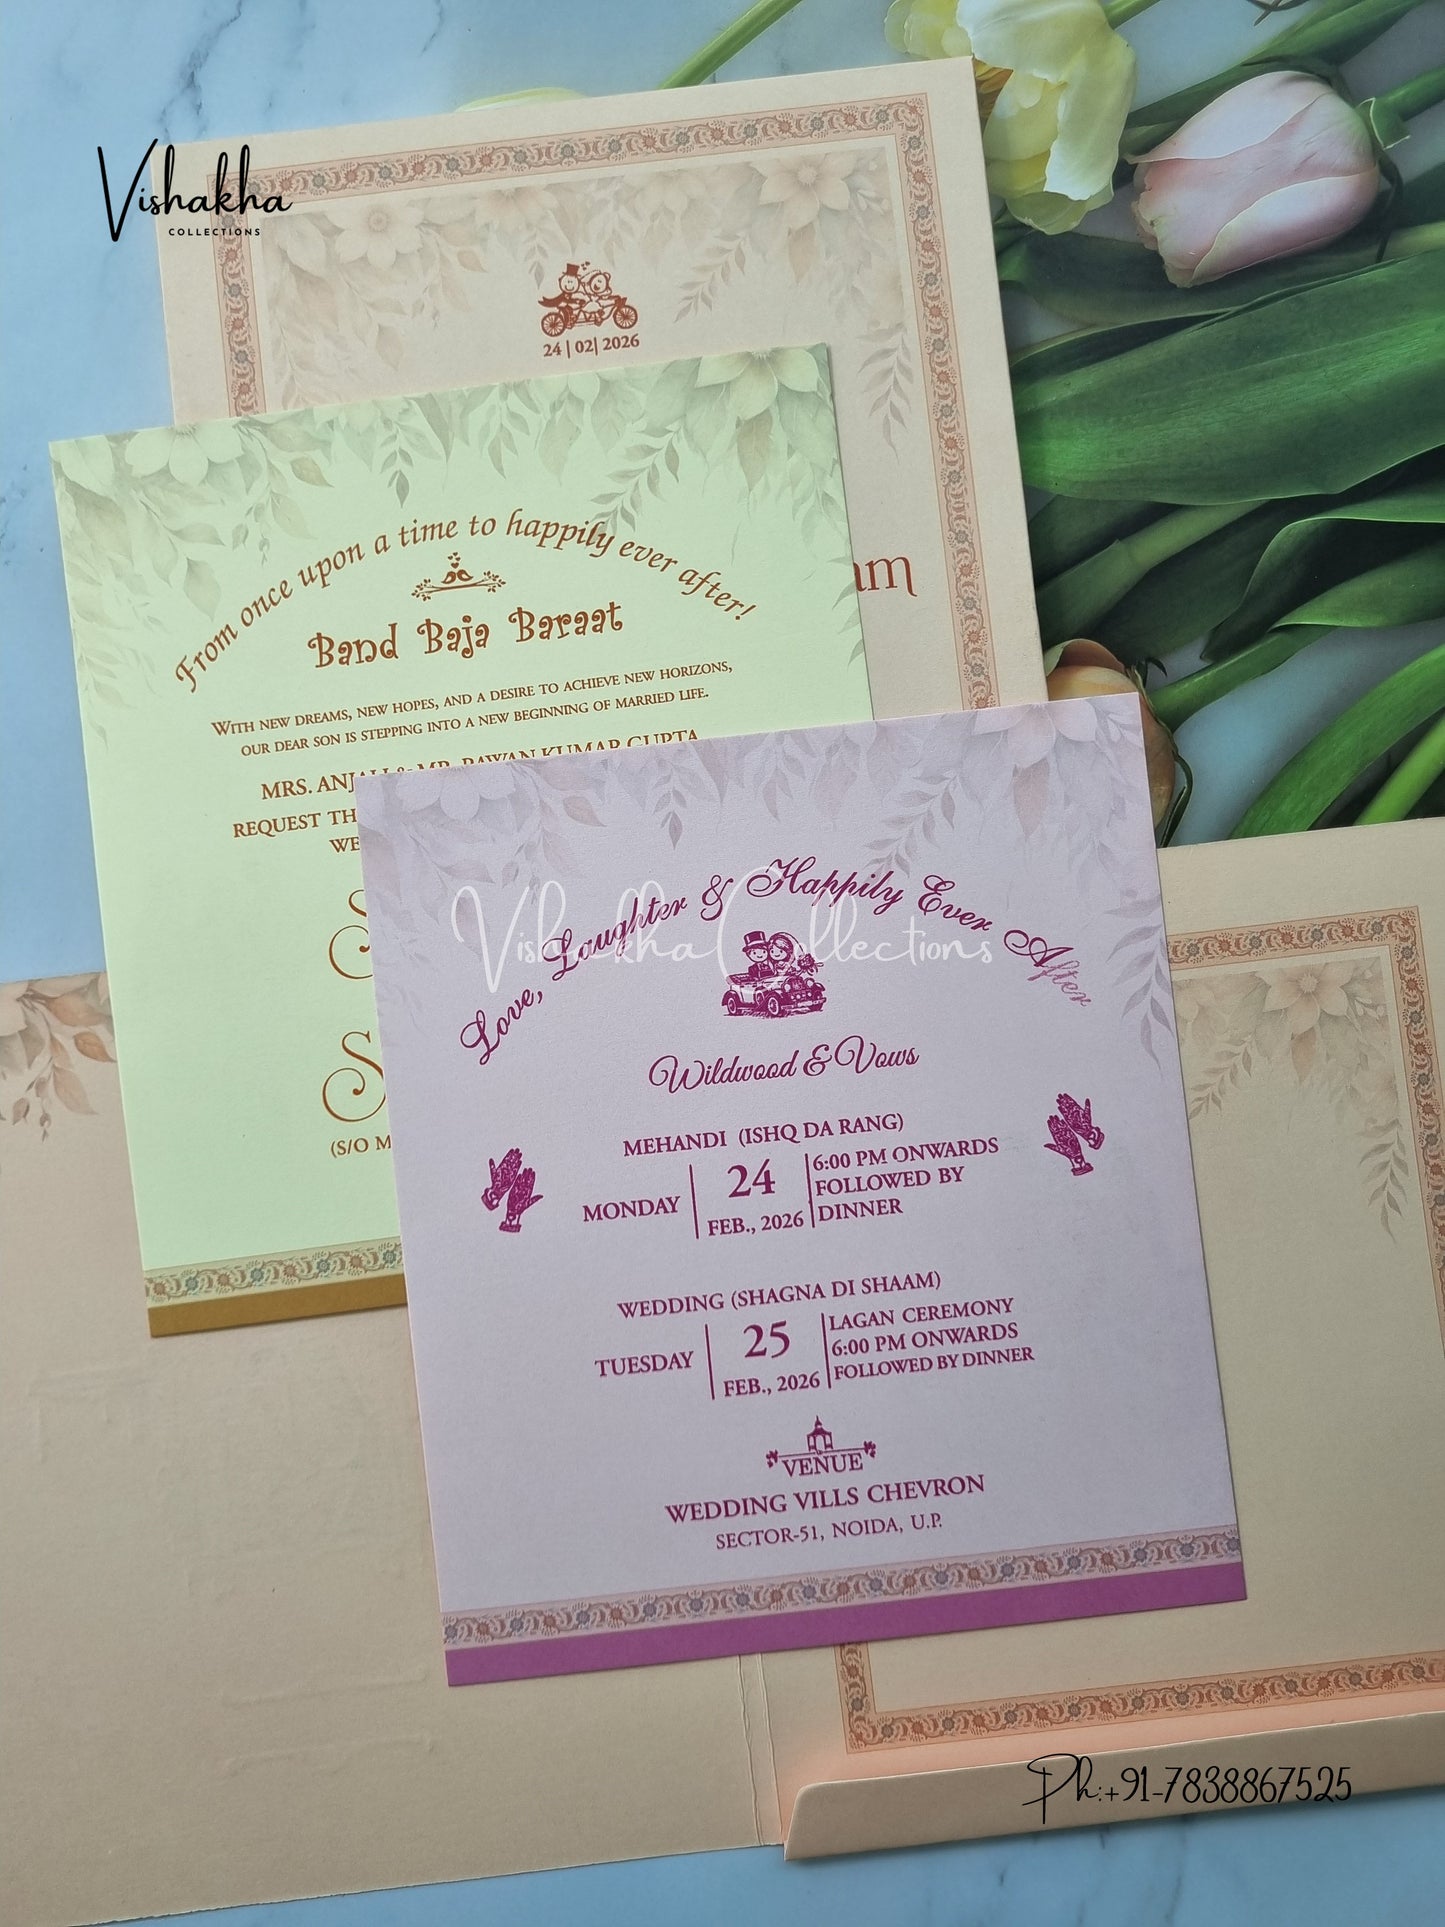 Vishakha
COLLECTIONS
24 | 02| 2026
From once upon a time to happily ever after!
Band Baja Baraat
WITH NEW DREAMS, NEW HOPES, AND A DESIRE TO ACHIEVE NEW HORIZONS,
OUR DEAR SON IS STEPPING INTO A NEW BEGINNING OF MARRIED LIFE.
MRS. ANJALI & MR. PAWAN KUMAR GUPTA
REQUEST
(S/O
Love, Laughter & Happily Ever After
Vishakha Collections
Wildwood & Vows
MEHANDI (ISHQ DA RANG)
MONDAY
24
FEB., 2026
6:00 PM ONWARDS
FOLLOWED BY
DINNER
WEDDING (SHAGNA DI SHAAM)
TUESDAY
25
FEB., 2026
LAGAN CEREMONY
6:00 PM ONWARDS
FOLLOWED BY DINNER
VENUE
WEDDING VILLS CHEVRON
SECTOR-51, NOIDA, U.P.
Ph:+91-7838867525